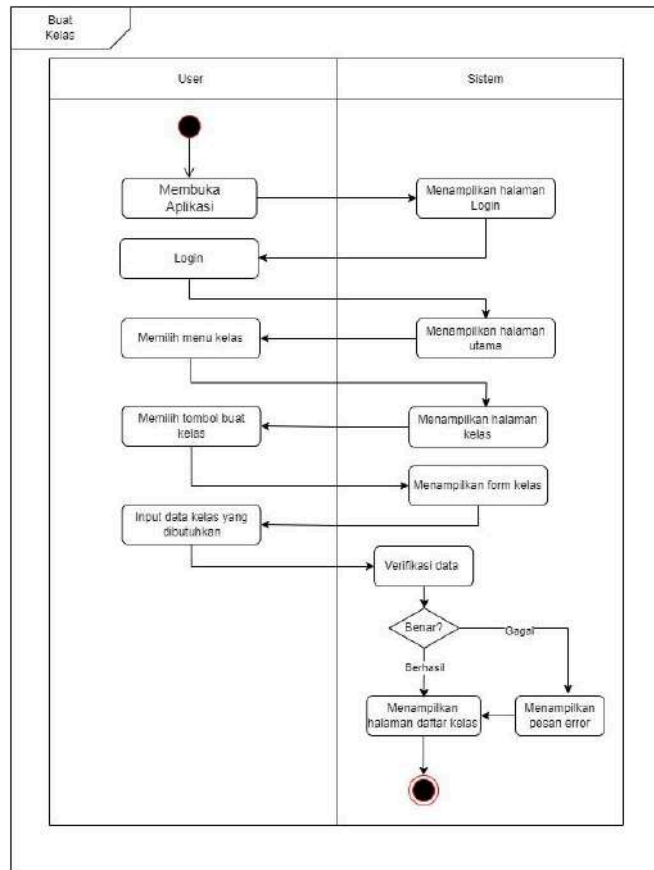 Buat
Kelas
User
Sistem
Membuka
Aplikasi
Menampilkan halaman
Login
Login
Menampilkan halaman
utama
Memilih menu kelas
Menampilkan halaman
kelas
Memilih tombol buat
kelas
Menampilkan form kelas
Input data kelas yang
dibutuhkan
Verifikasi data
Benar?
Gagal
Berhasil
Menampilkan
halaman daftar kelas
Menampilkan
pesan error